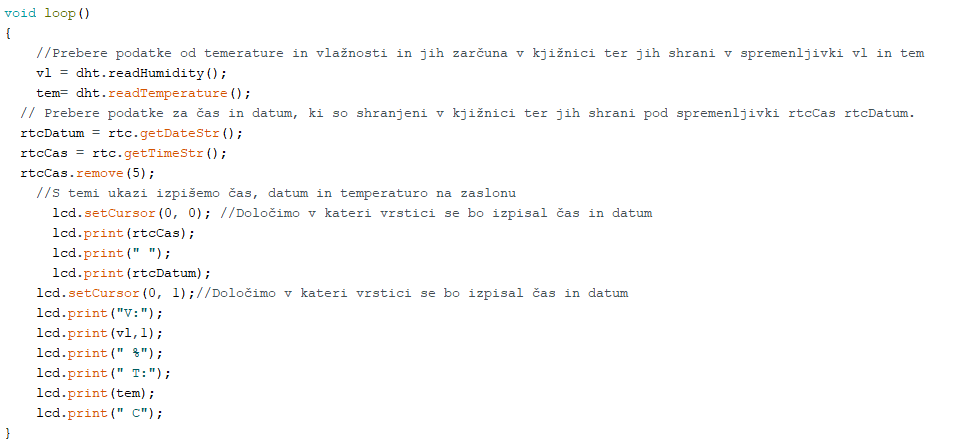 void loop()
{
//Prebere podatke od temerature in vlažnosti in jih zarčuna v kjižnici ter jih shrani v spremenljivki vl in tem
vl = dht.readHumidity();
tem= dht.readTemperature();
// Prebere podatke za čas in datum, ki so shranjeni v kjižnici ter jih shrani pod spremenljivki rtcCas rtcDatum.
rtcDatum = rtc.getDateStr();
rtcCas = rtc.getTimeStr();
rtcCas.remove(5);
//S temi ukazi izpišemo čas, datum in temperaturo na zaslonu
lcd.setCursor(0, 0); //Določimo v kateri vrstici se bo izpisal čas in datum
lcd.print(rtcCas);
lcd.print(" ");
lcd.print(rtcDatum);
lcd.setCursor(0, 1);//Določimo v kateri vrstici se bo izpisal čas in datum
lcd.print("V:");
lcd.print(vl,1);
lcd.print(" %");
lcd.print(" T:");
lcd.print(tem);
lcd.print(" C");
}